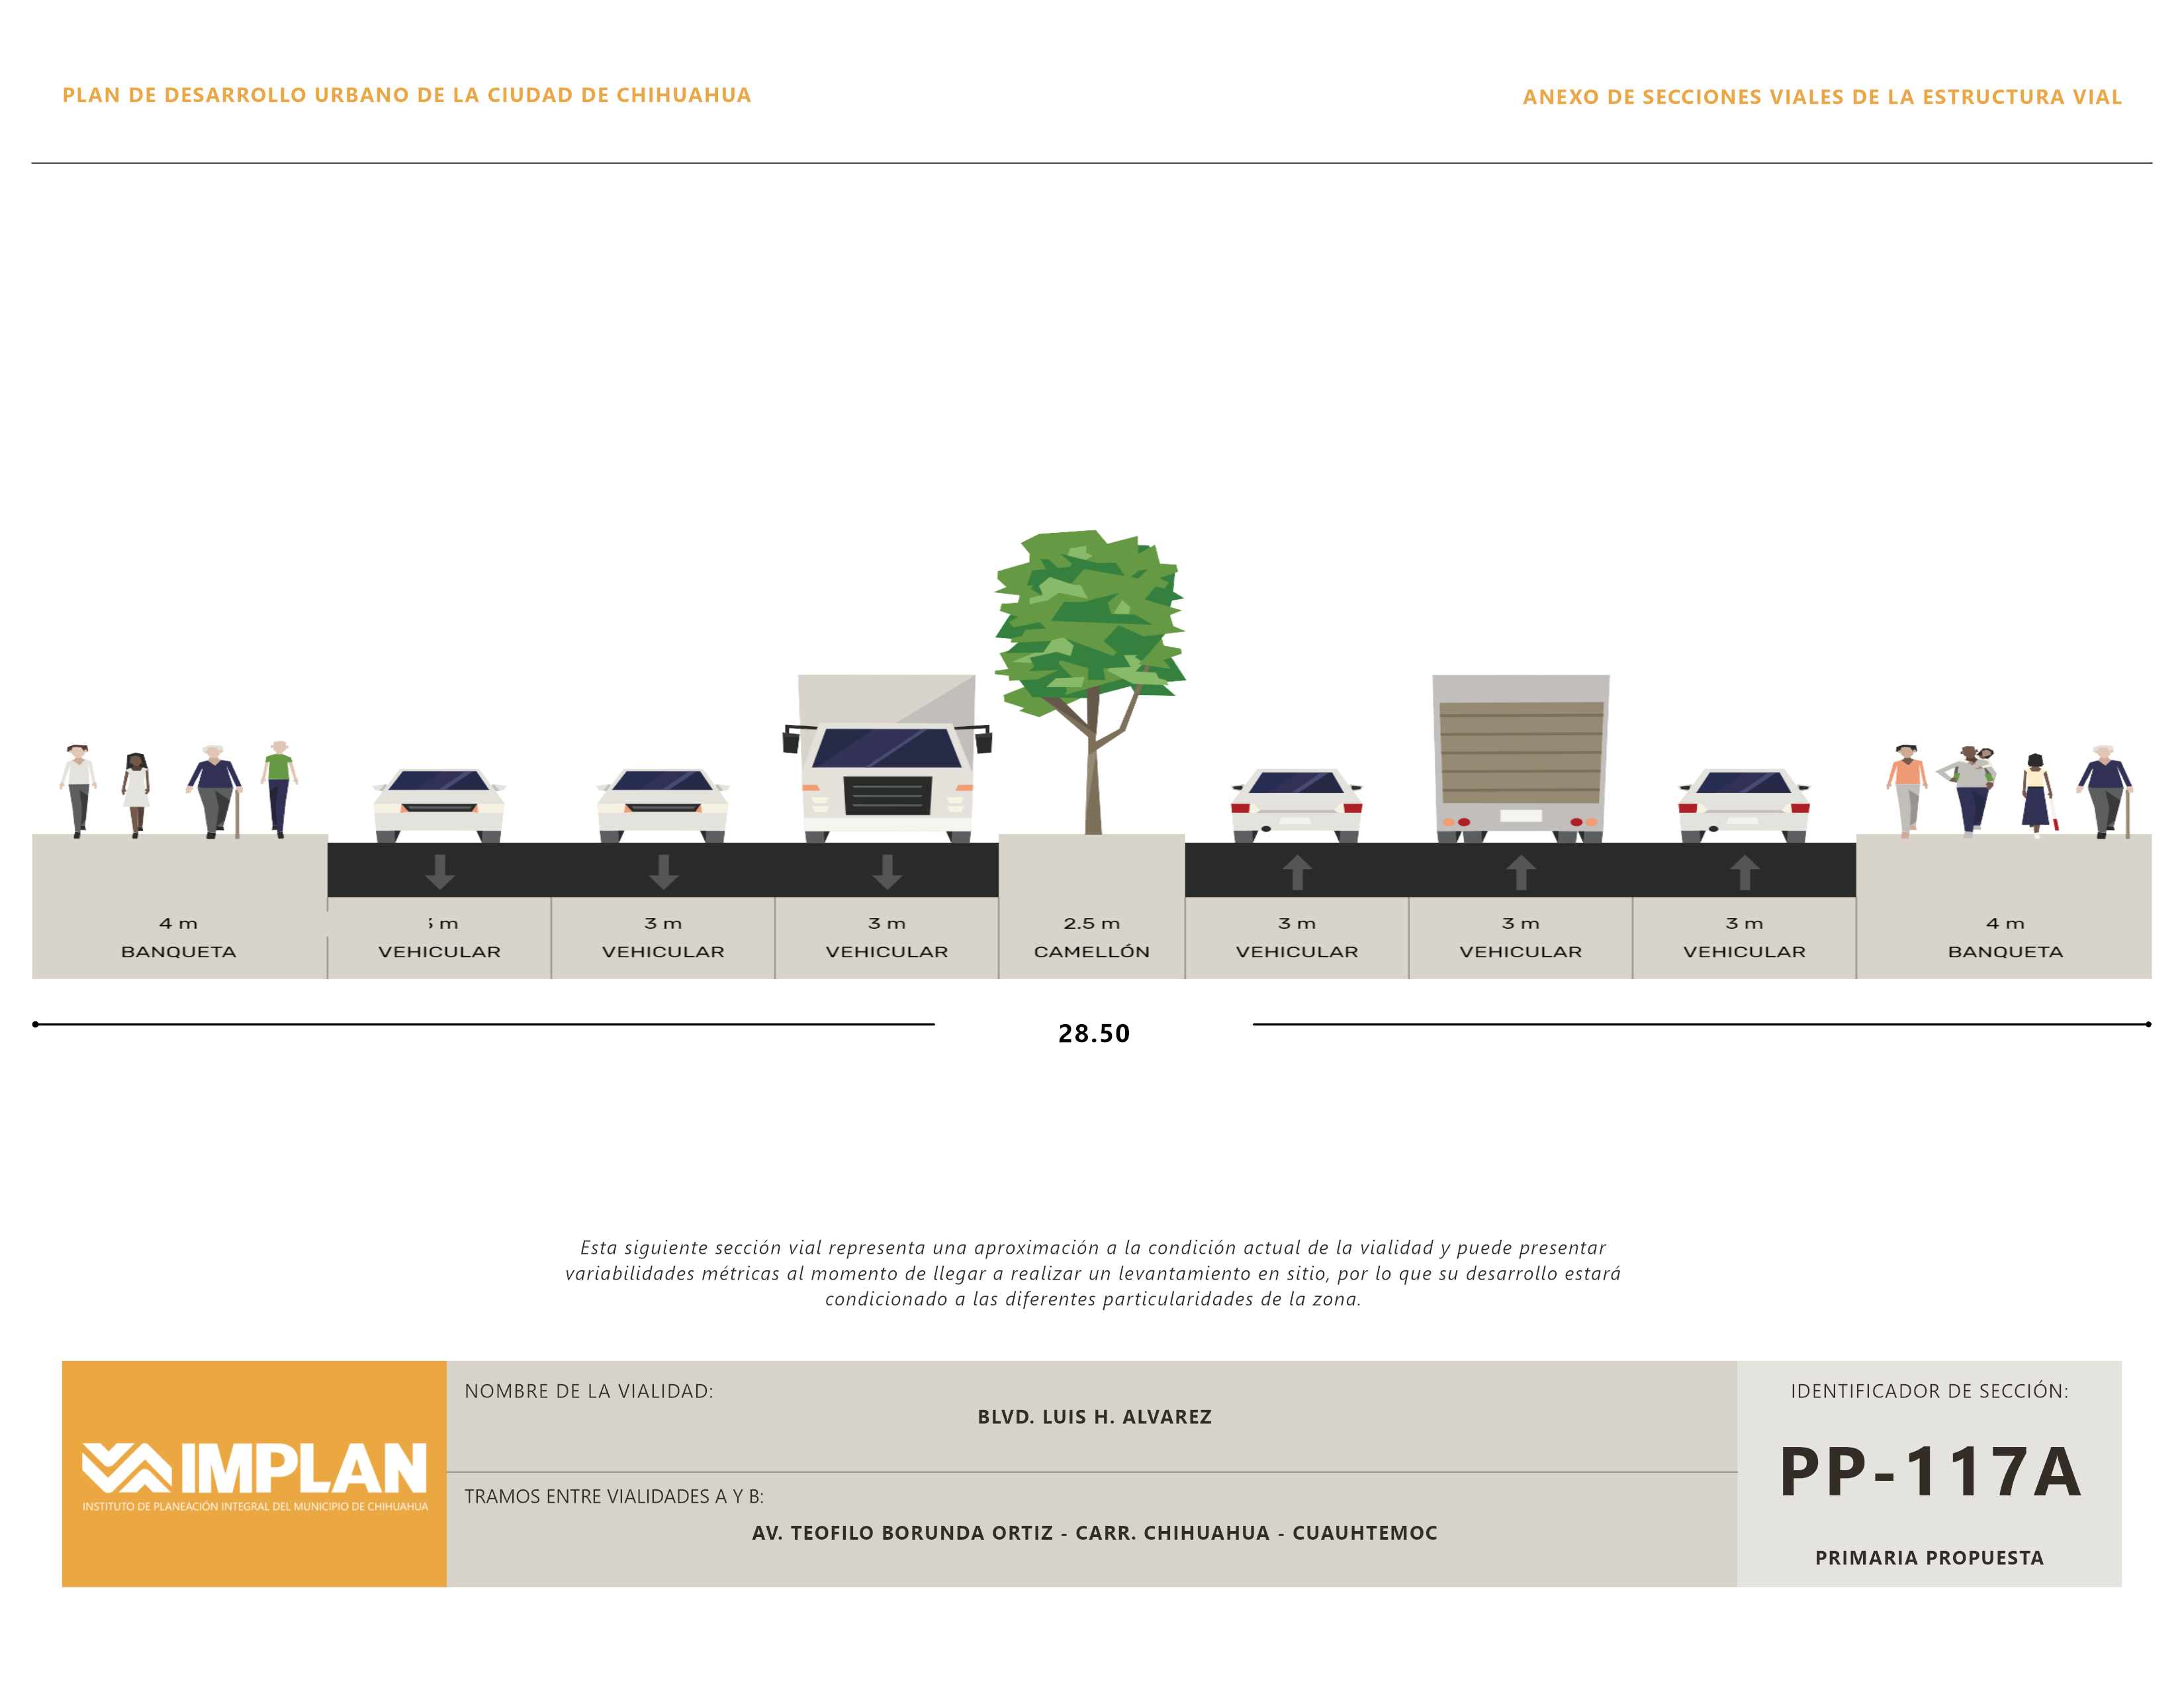 PLAN DE DESARROLLO URBANO DE LA CIUDAD DE CHIHUAHUA
ANEXO DE SECCIONES VIALES DE LA ESTRUCTURA VIAL
4 m m 3 m 3 m 2.5 m 3 m 3 m 3 m 4 m
BANQUETA VEHICULAR VEHICULAR VEHICULAR CAMELLÓN VEHICULAR VEHICULAR VEHICULAR BANQUETA
28.50
Esta siguiente sección vial representa una aproximación a la condición actual de la vialidad y puede presentar
variabilidades métricas al momento de llegar a realizar un levantamiento en sitio, por lo que su desarrollo estará
condicionado a las diferentes particularidades de la zona.
IMPLAN
INSTITUTO DE PLANEACIÓN INTEGRAL DEL MUNICIPIO DE CHIHUAHUA
NOMBRE DE LA VIALIDAD:
BLVD. LUIS H. ALVAREZ
TRAMOS ENTRE VIALIDADES A Y B:
AV. TEOFILO BORUNDA ORTIZ - CARR. CHIHUAHUA - CUAUHTEMOC
IDENTIFICADOR DE SECCIÓN:
PP-117A
PRIMARIA PROPUESTA